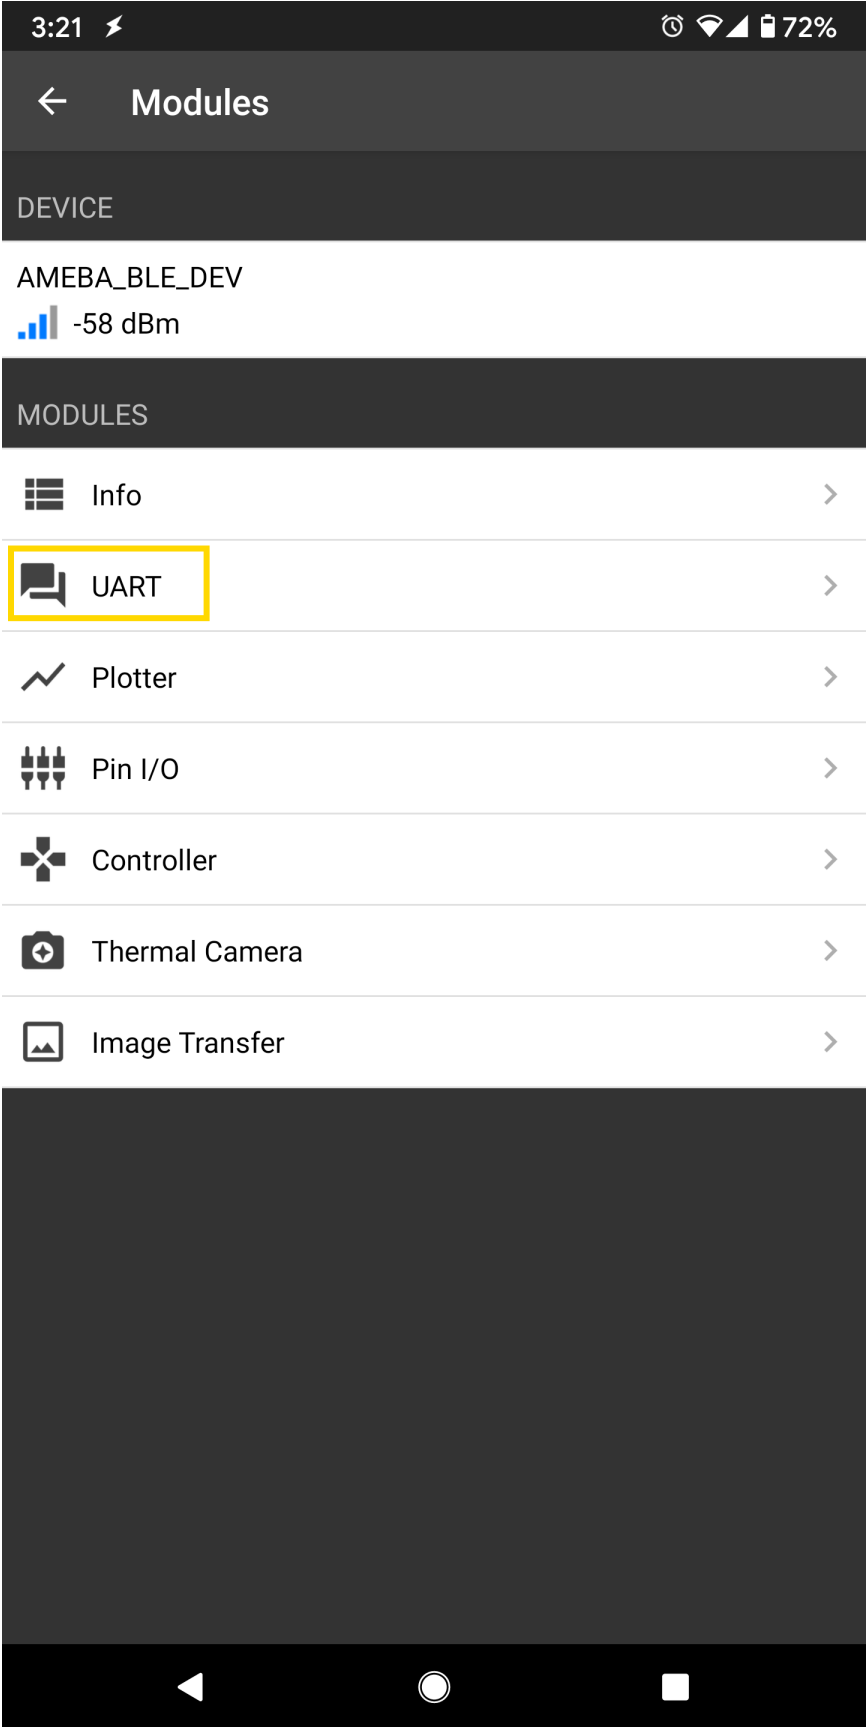 3:21 72%
Modules
DEVICE
AMEBA_BLE_DEV
-58 dBm
MODULES
Info
UART
Plotter
Pin I/O
Controller
Thermal Camera
Image Transfer